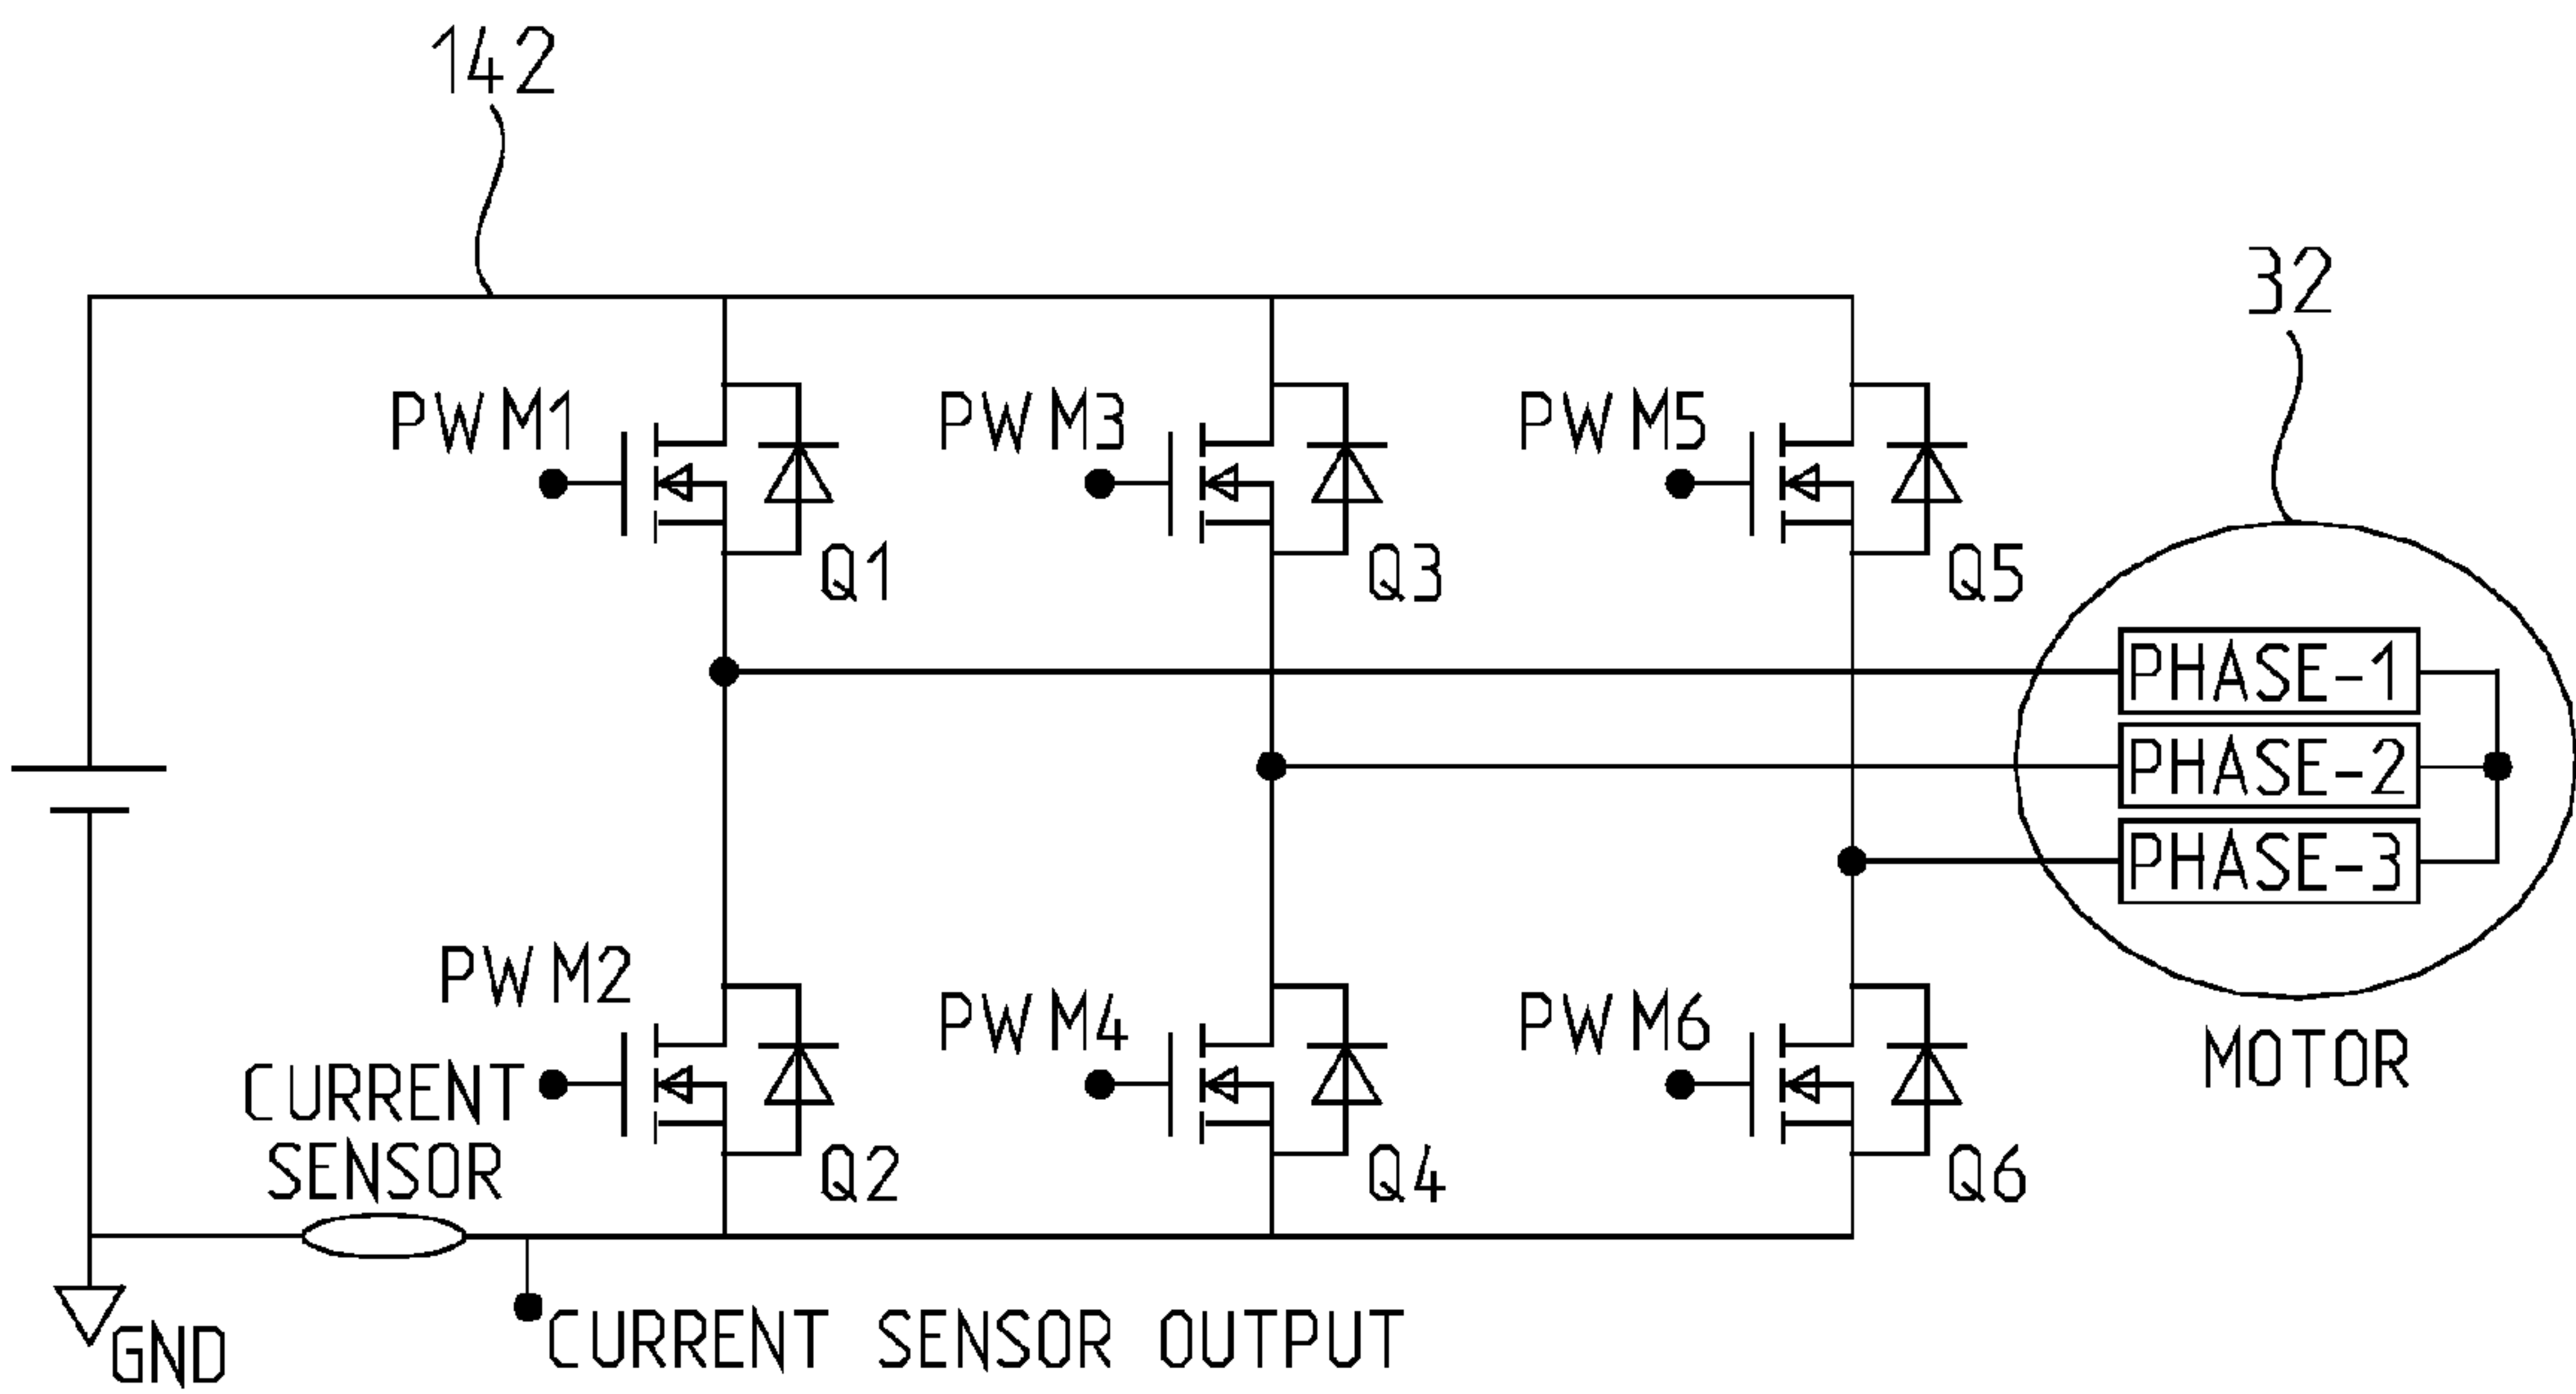 142
32
PWM1
PWM3
PWM5
Q1
Q3
Q5
PHASE-1
PHASE-2
PHASE-3
PWM2
PWM4
PWM6
MOTOR
CURRENT
SENSOR
Q2
Q4
Q6
GND
CURRENT SENSOR OUTPUT